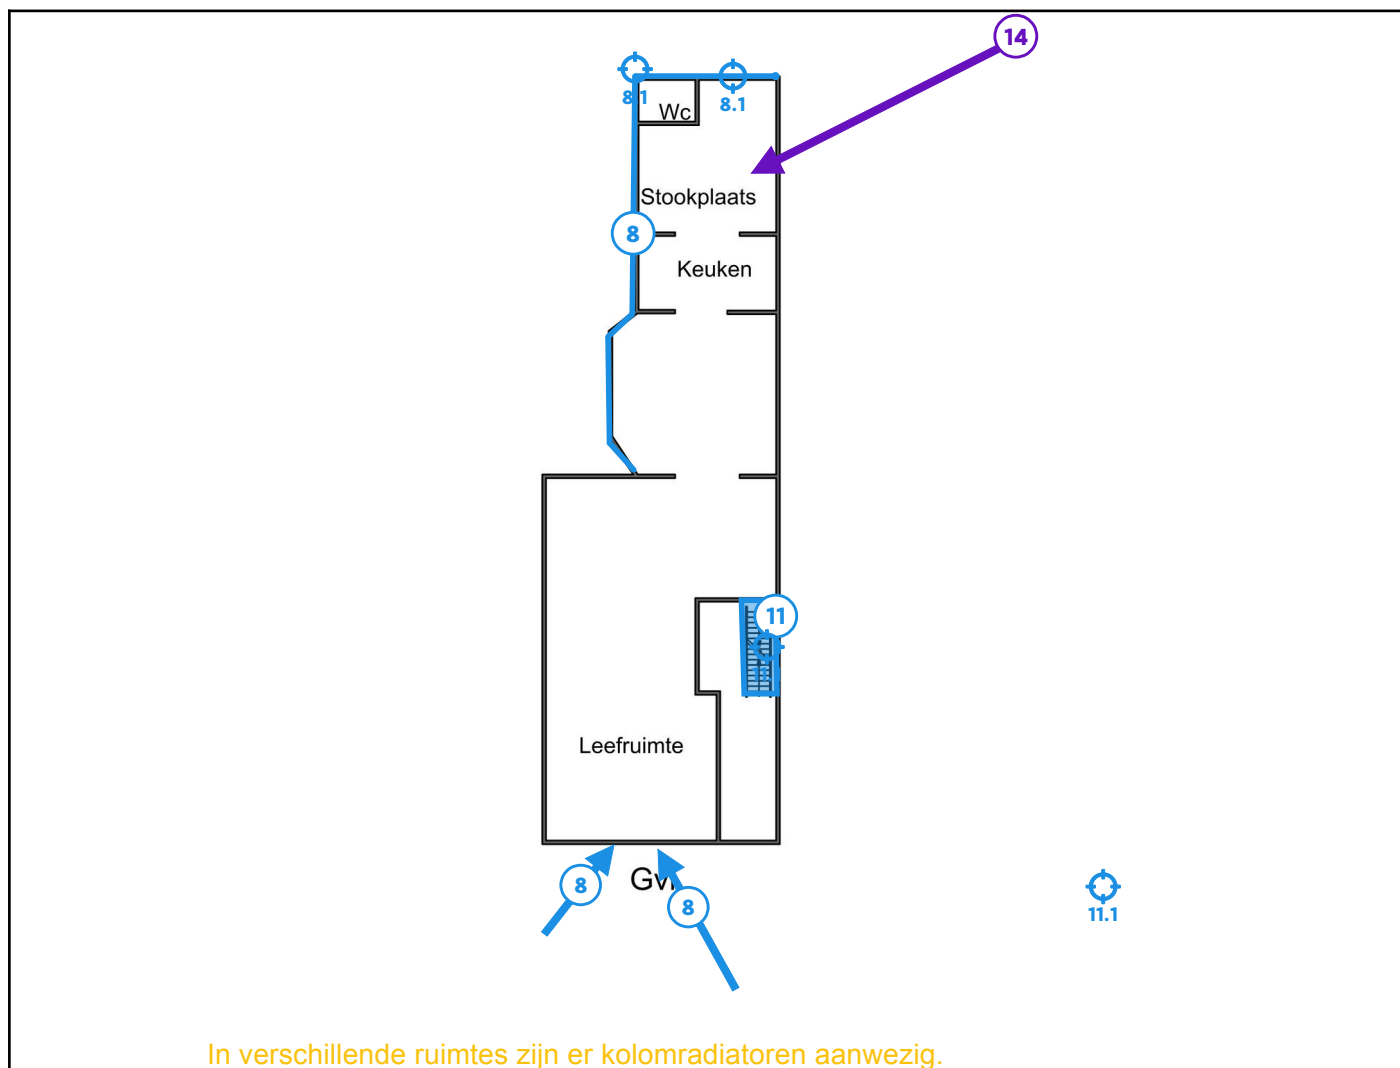 14
8.1
8.1
Wc
Stookplaats
8
Keuken
11
Leefruimte
8
8
11.1
In verschillende ruimtes zijn er kolomradiatoren aanwezig.